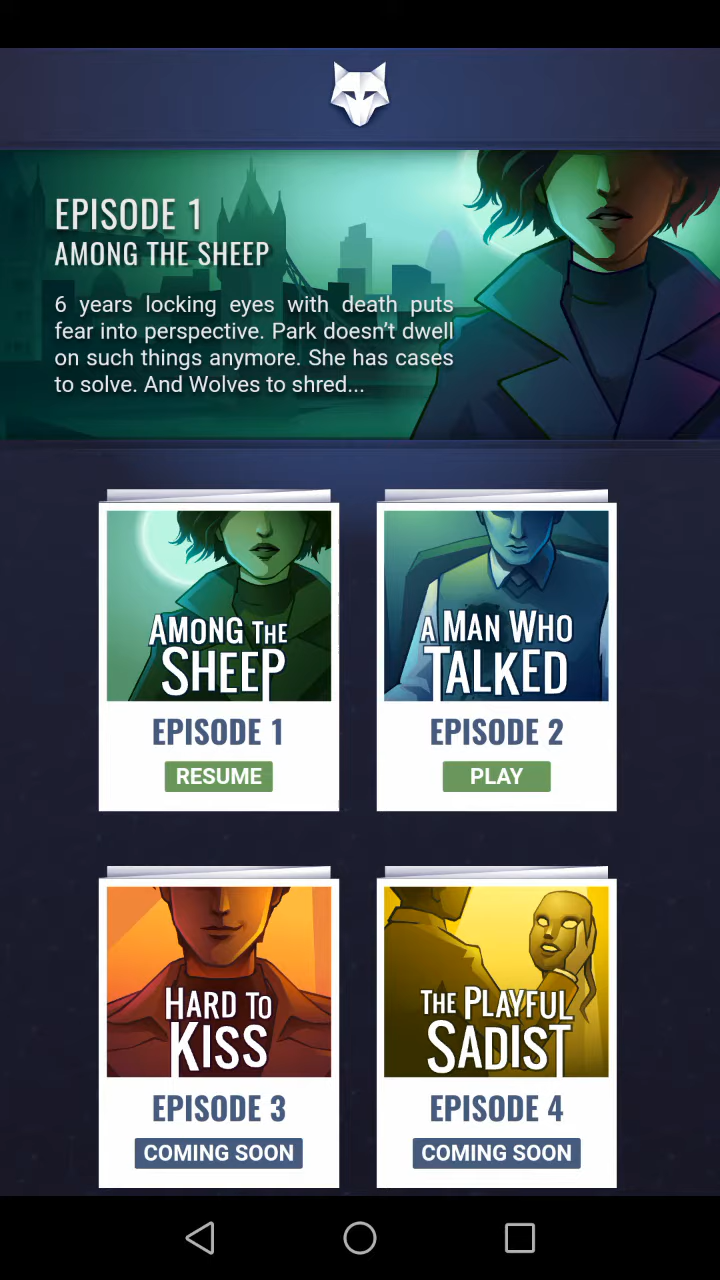 EPISODE 1
AMONG THE SHEEP
6 years locking eyes with death puts
fear into perspective. Park doesn't dwell
on such things anymore. She has cases
to solve. And Wolves to shred...
AMONG THE
SHEEP
EPISODE 1
RESUME
A MAN WHO
TALKED
EPISODE 2
PLAY
HARD TO
KISS
EPISODE 3
COMING SOON
THE PLAYFUL
SADIST
EPISODE 4
COMING SOON